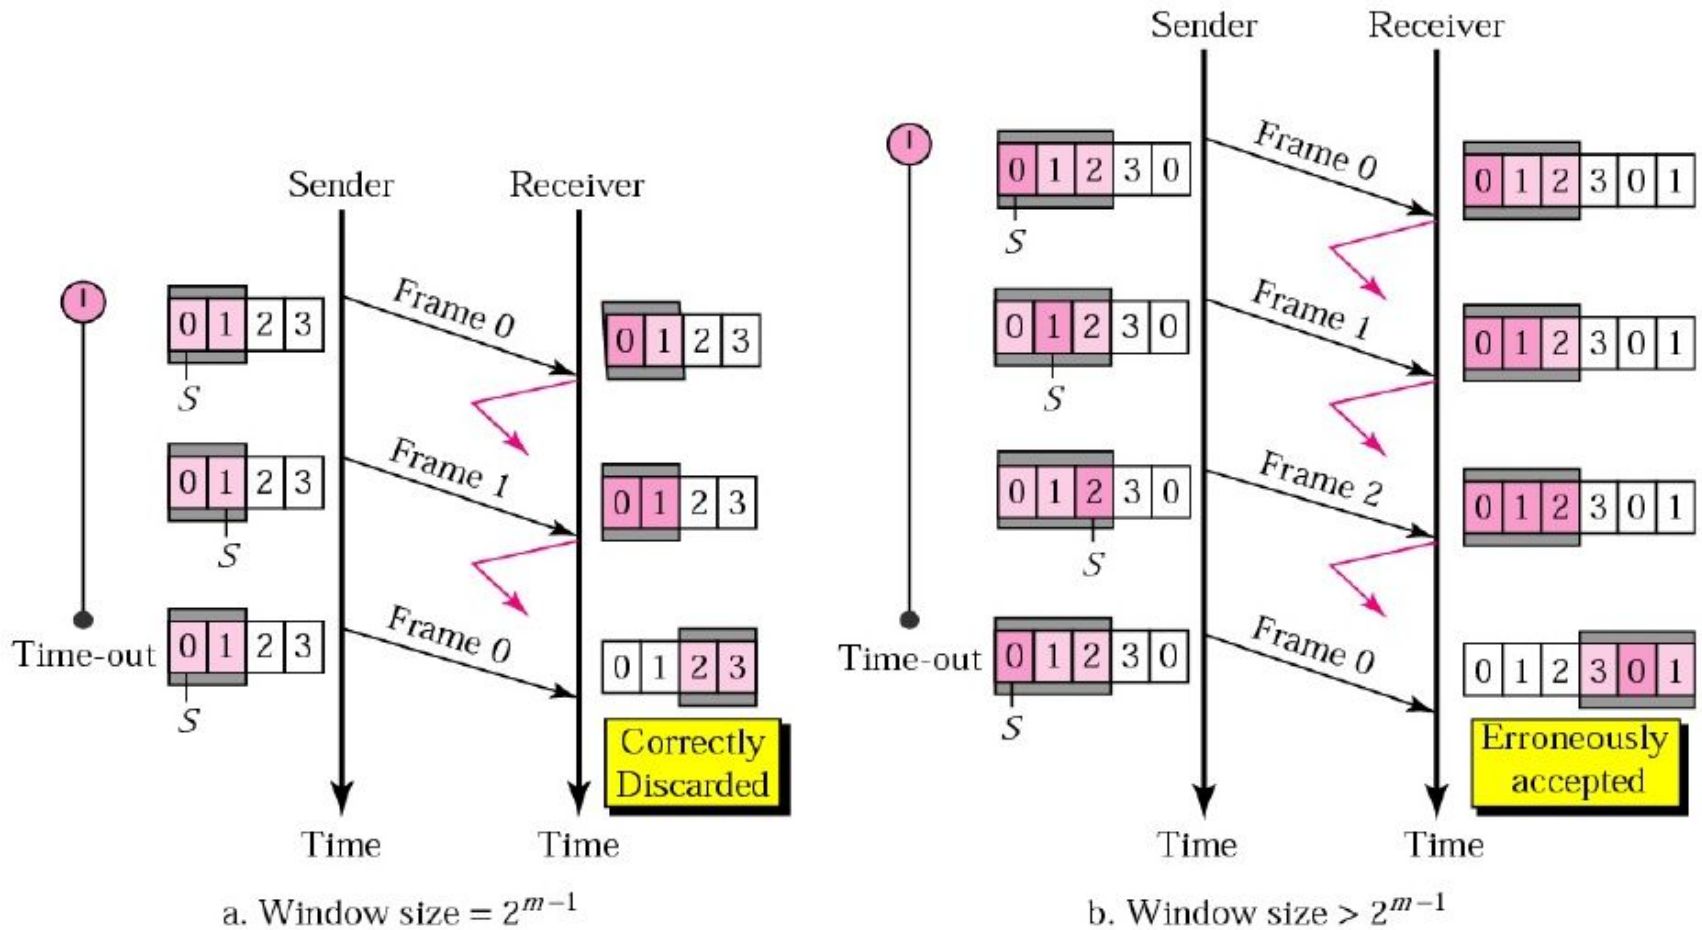 Sender Receiver
0 1 2 3
S
Frame 0
0 1 2 3
0 1 2 3
S
Frame 1
0 1 2 3
Time-out
0 1 2 3
S
Frame 0
0 1 2 3
Correctly
Discarded
Time Time
a. Window size = 2^{m−1}
Sender Receiver
0 1 2 3 0
S
Frame 0
0 1 2 3 0 1
0 1 2 3 0
S
Frame 1
0 1 2 3 0 1
0 1 2 3 0
S
Frame 2
0 1 2 3 0 1
Time-out
0 1 2 3 0
S
Frame 0
0 1 2 3 0 1
Erroneously
accepted
Time Time
b. Window size > 2^{m−1}